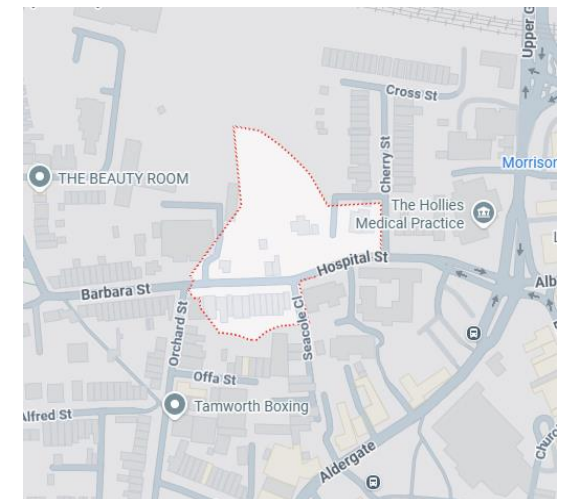 Upper G
Cross St
Cherry St
Morrison
THE BEAUTY ROOM
The Hollies
Medical Practice
L
Hospital St
Barbara St
Alb
Orchard St
Seacole Cl
Offa St
Tamworth Boxing
Alfred St
Aldergate
Churc